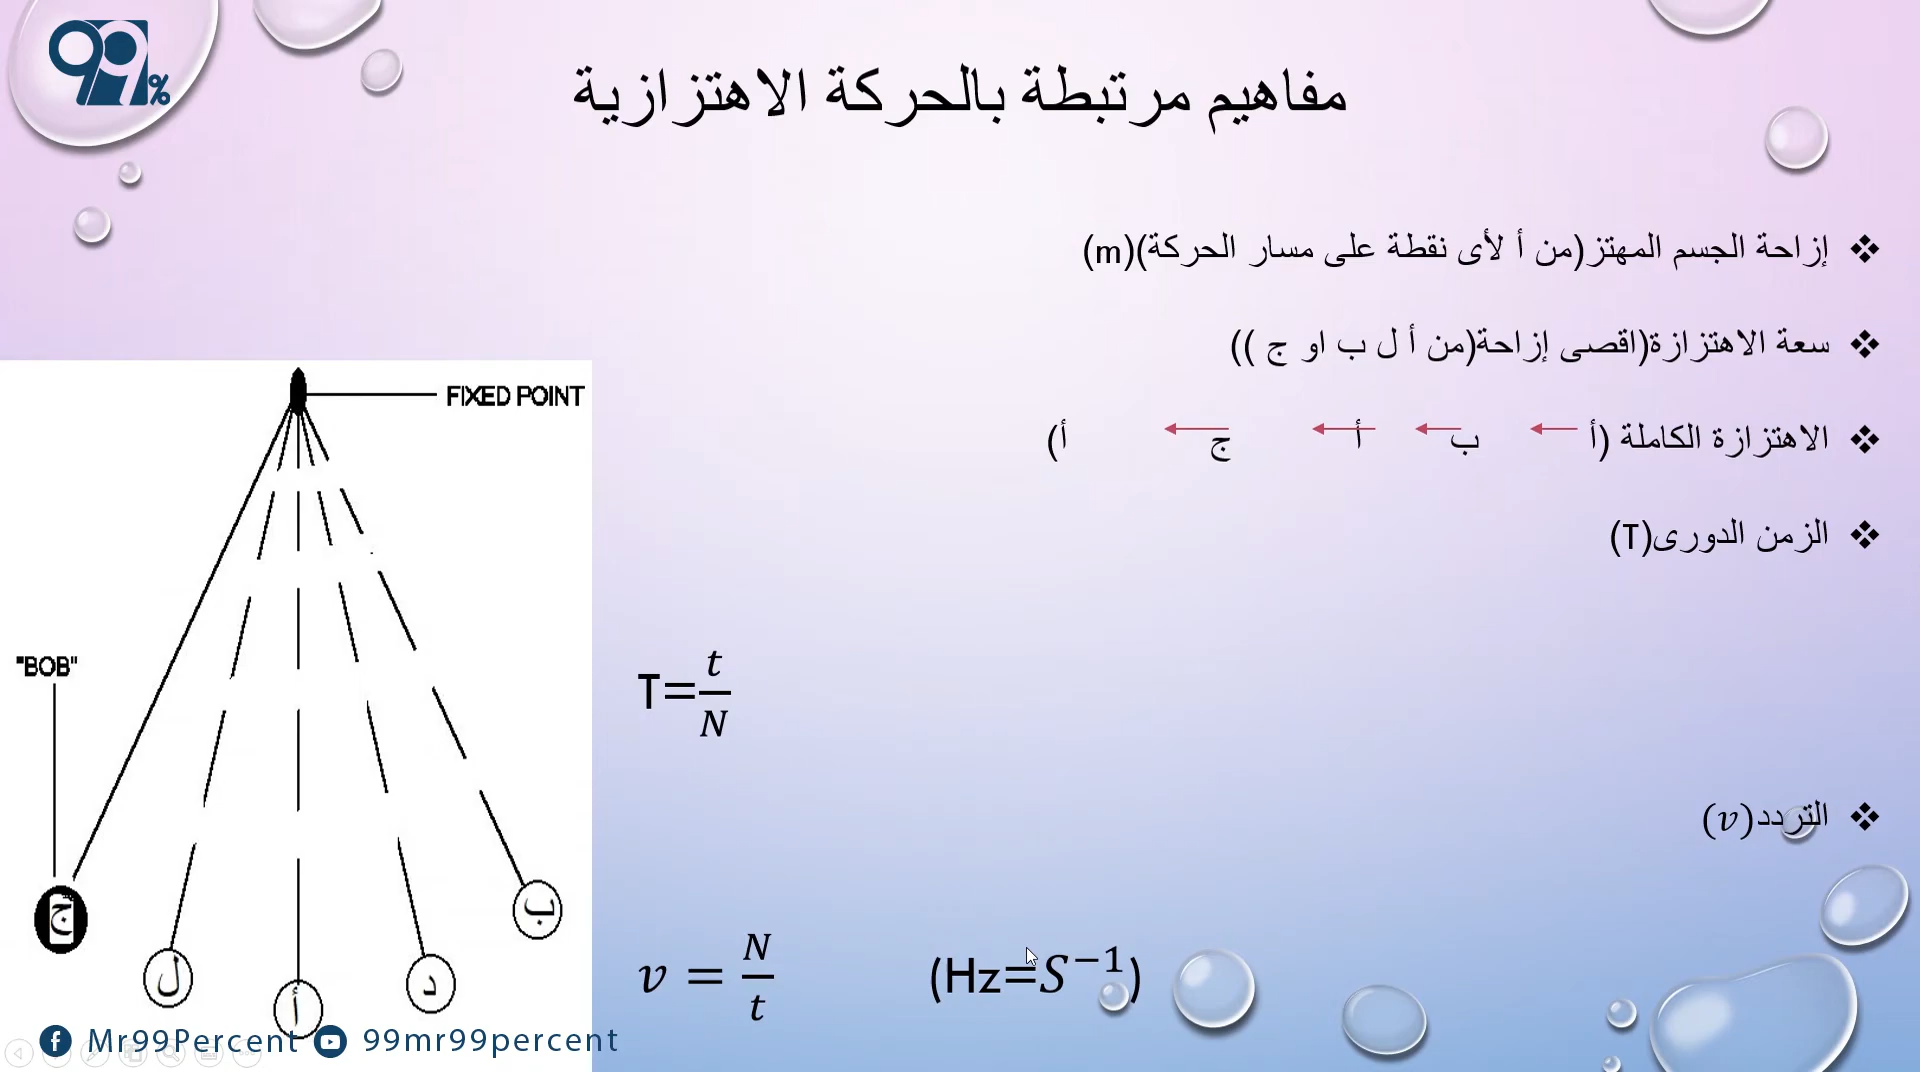 99%
مفاهيم مرتبطة بالحركة الاهتزازية
إزاحة الجسم المهتز(من أ لأى نقطة على مسار الحركة)(m)
سعة الاهتزازة(اقصى إزاحة(من أ ل ب او ج ))
الاهتزازة الكاملة (أ ب أ ج أ)
الزمن الدورى(T)
T=t/N
التردد(v)
v = N/t (Hz=S⁻¹)
FIXED POINT
"BOB"
ج
ل
أ
د
ب
Mr99Percent 99mr99percent